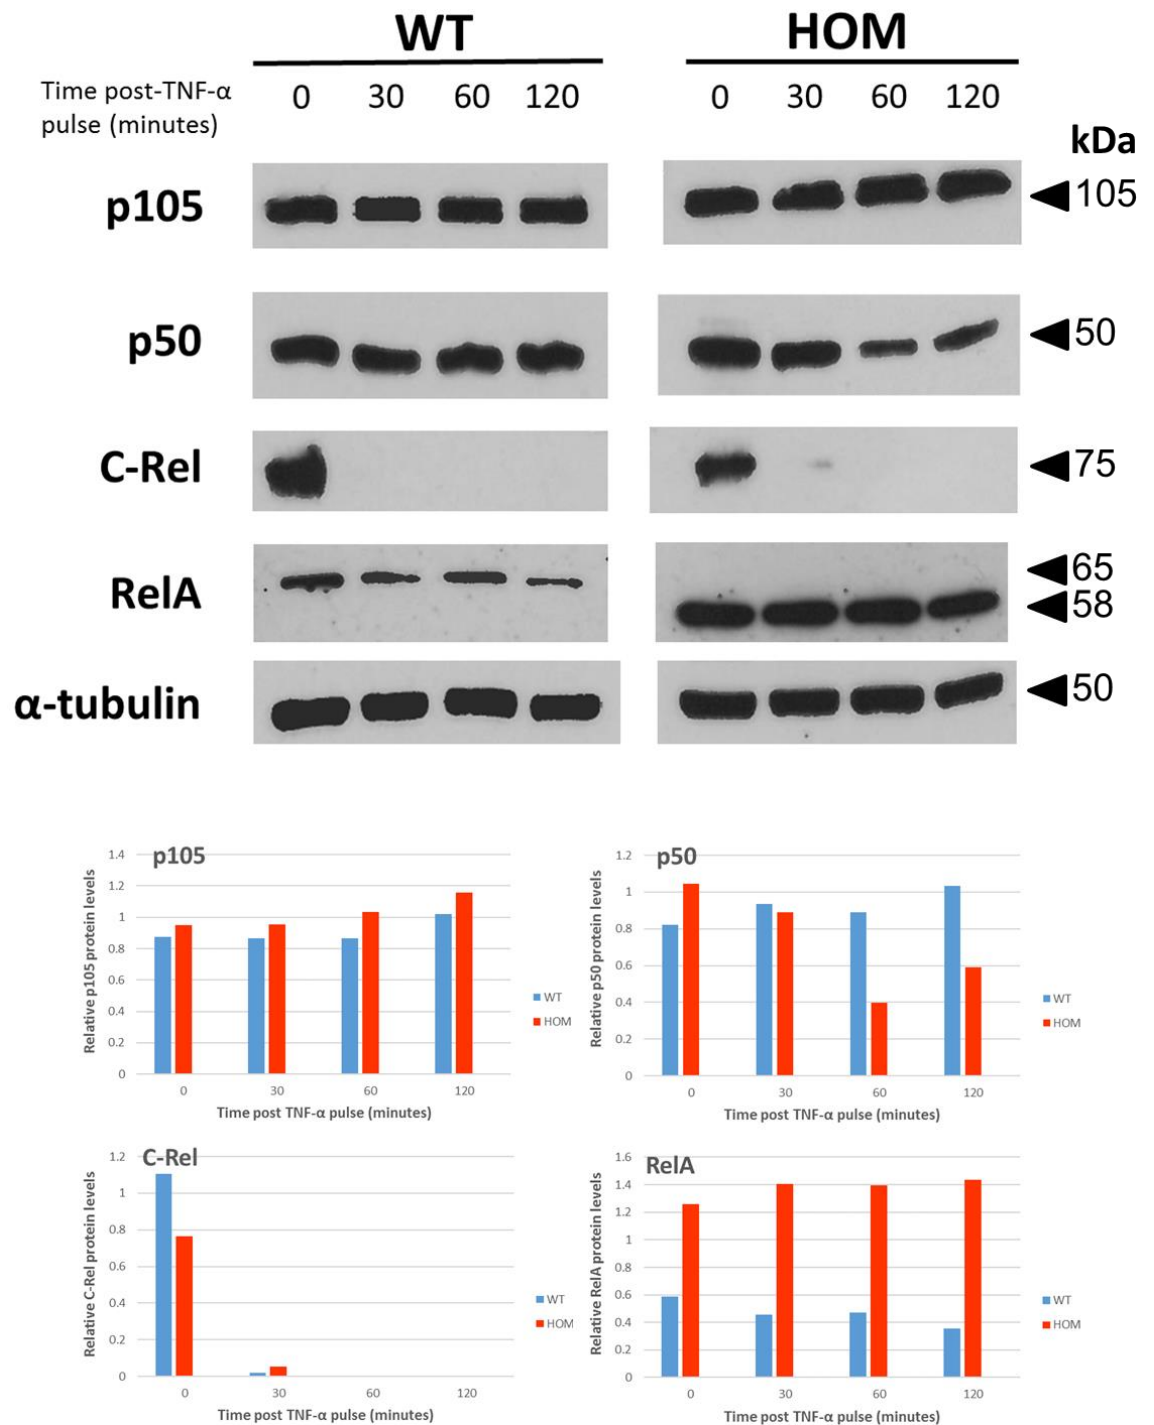 WT
HOM
Time post-TNF-α
pulse (minutes)
0 30 60 120
0 30 60 120
kDa
p105
105
p50
50
C-Rel
75
RelA
65
58
α-tubulin
50
p105
Relative p105 protein levels
1.4
1.2
1
0.8
0.6
0.4
0.2
0
0 30 60 120
Time post TNF-α pulse (minutes)
WT
HOM
p50
Relative p50 protein levels
1.2
1
0.8
0.6
0.4
0.2
0
0 30 60 120
Time post TNF-α pulse (minutes)
WT
HOM
C-Rel
Relative C-Rel protein levels
1.2
1
0.8
0.6
0.4
0.2
0
0 30 60 120
Time post TNF-α pulse (minutes)
WT
HOM
RelA
Relative RelA protein levels
1.6
1.4
1.2
1
0.8
0.6
0.4
0.2
0
0 30 60 120
Time post TNF-α pulse (minutes)
WT
HOM